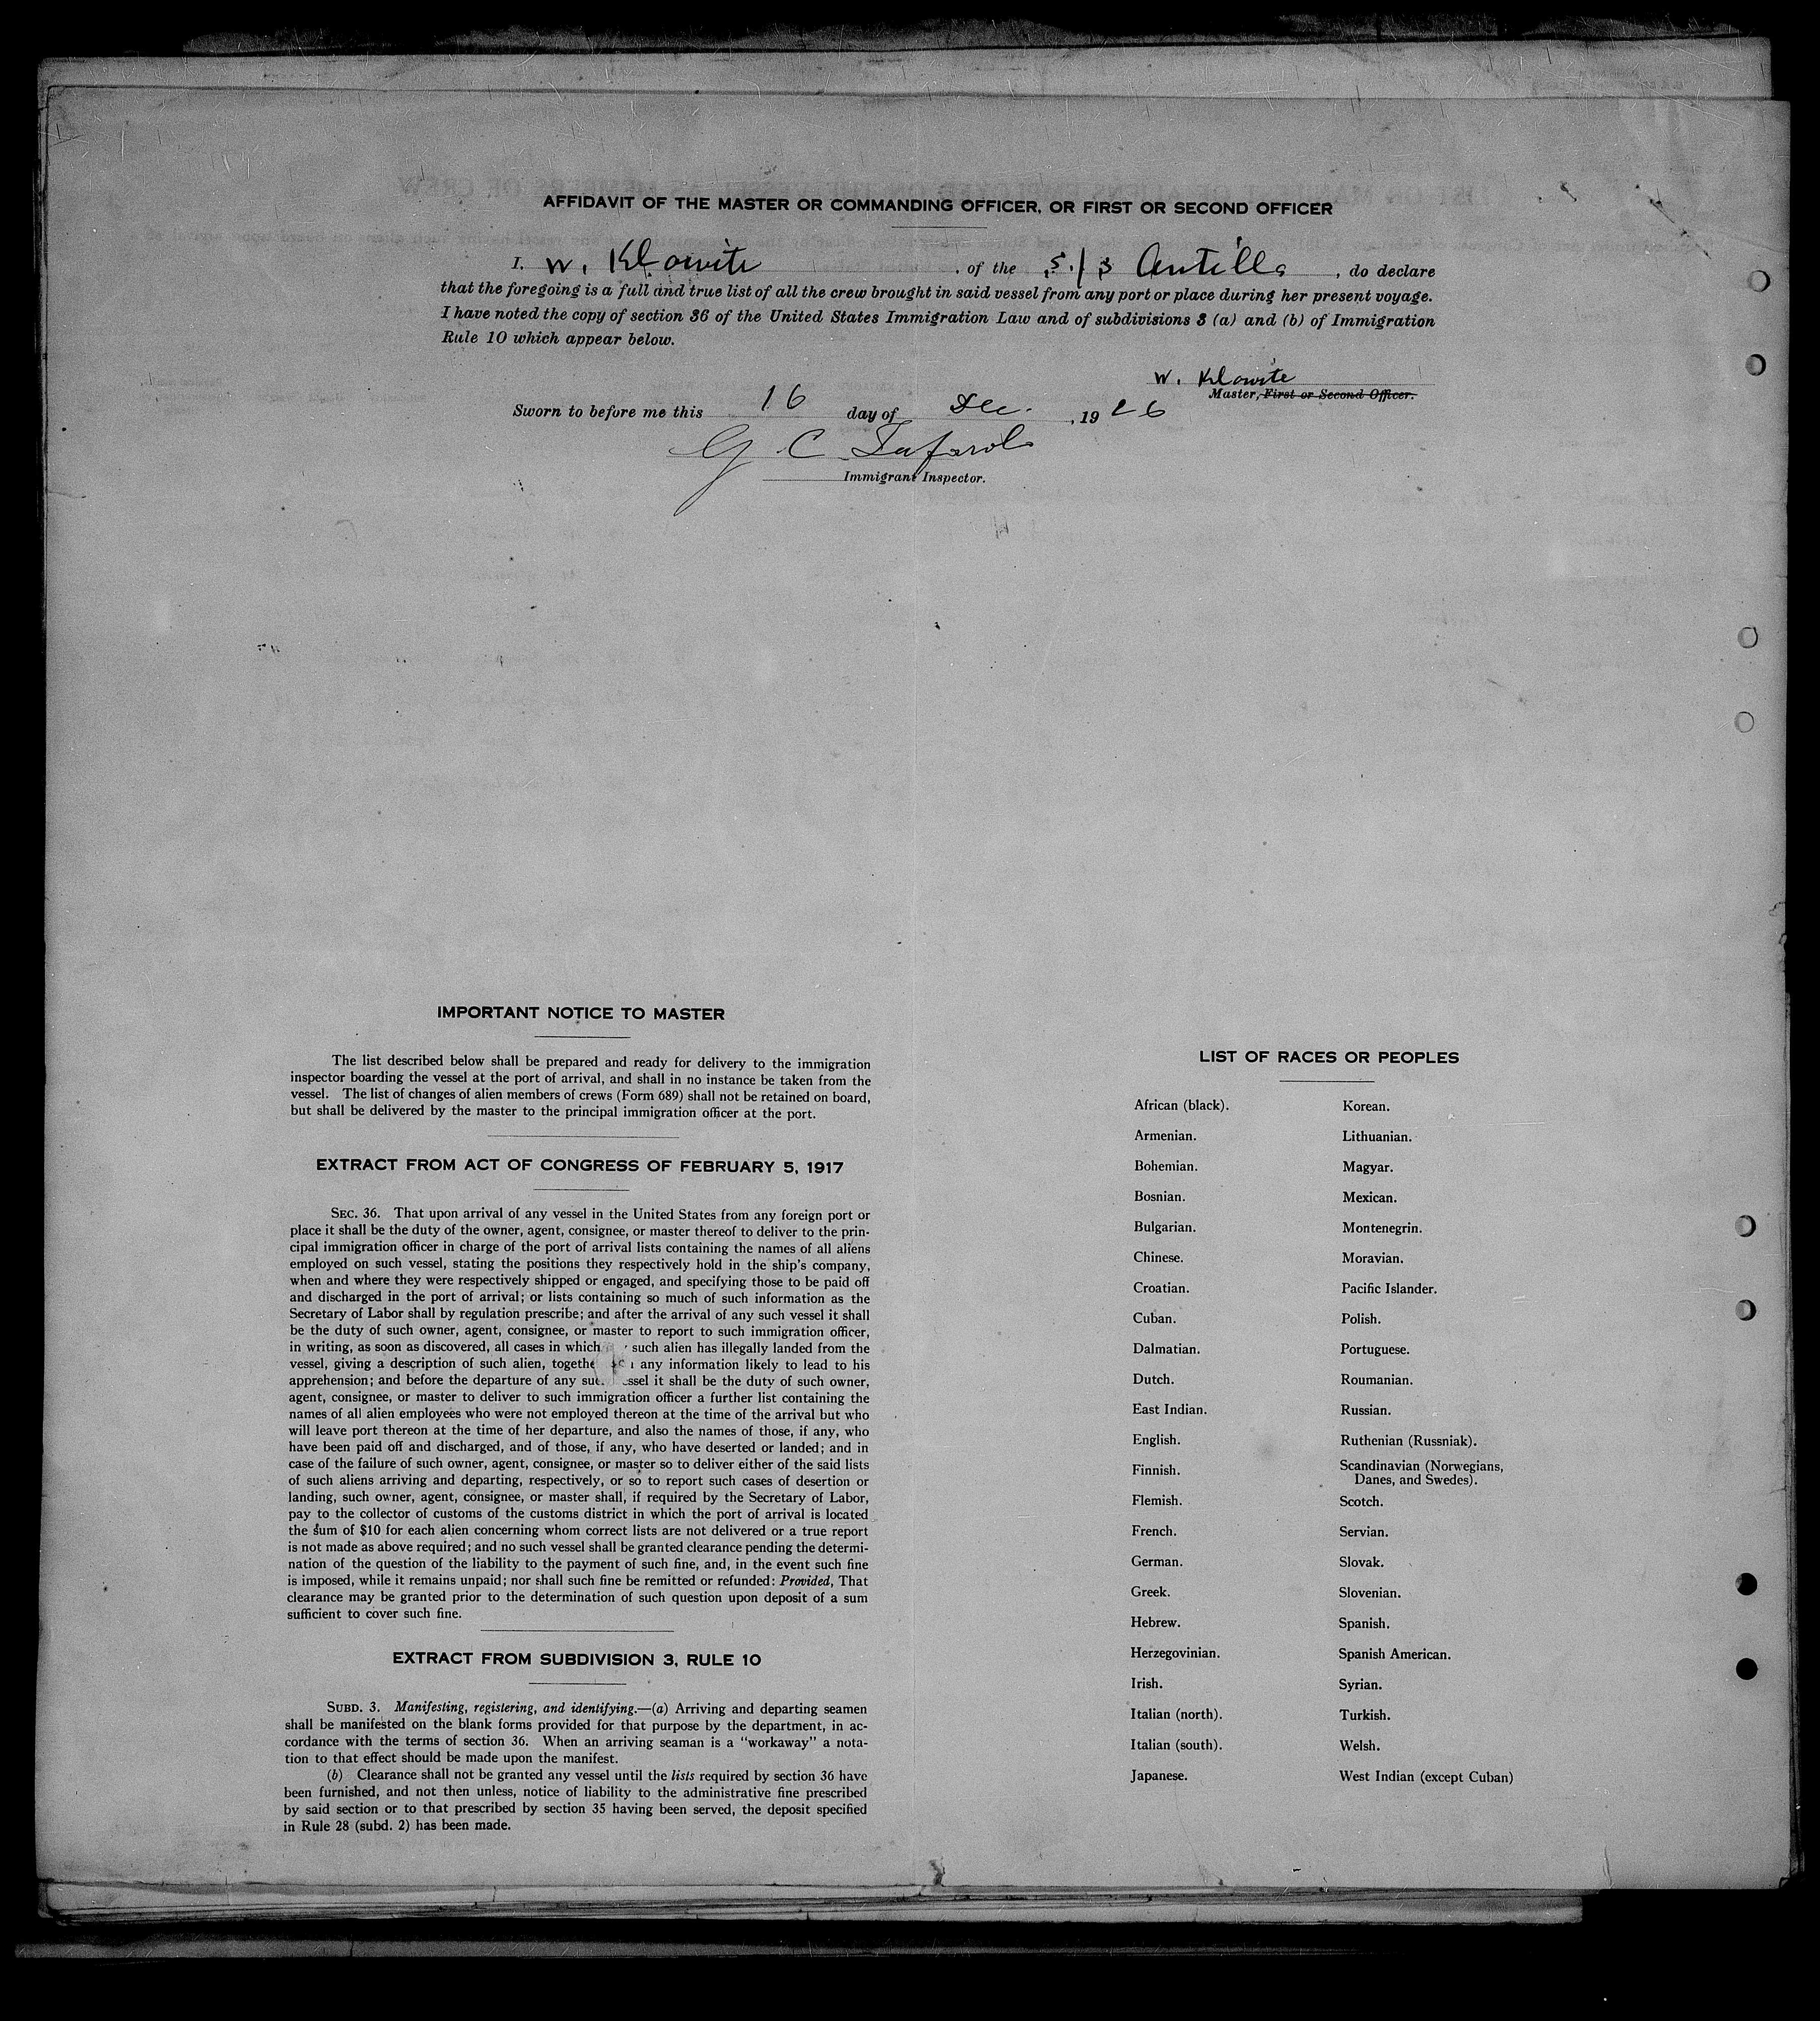 AFFIDAVIT OF THE MASTER OR COMMANDING OFFICER, OR FIRST OR SECOND OFFICER
I, W. Klowite, of the S/S Antilla, do declare
that the foregoing is a full and true list of all the crew brought in said vessel from any port or place during her present voyage.
I have noted the copy of section 36 of the United States Immigration Law and of subdivisions 3 (a) and (b) of Immigration
Rule 10 which appear below.
W. Klowite
Master, First or Second Officer.
Sworn to before me this 16 day of Dec., 1926
G C
Immigrant Inspector.
IMPORTANT NOTICE TO MASTER
The list described below shall be prepared and ready for delivery to the immigration
inspector boarding the vessel at the port of arrival, and shall in no instance be taken from the
vessel. The list of changes of alien members of crews (Form 689) shall not be retained on board,
but shall be delivered by the master to the principal immigration officer at the port.
EXTRACT FROM ACT OF CONGRESS OF FEBRUARY 5, 1917
SEC. 36. That upon arrival of any vessel in the United States from any foreign port or
place it shall be the duty of the owner, agent, consignee, or master thereof to deliver to the prin-
cipal immigration officer in charge of the port of arrival lists containing the names of all aliens
employed on such vessel, stating the positions they respectively hold in the ship's company,
when and where they were respectively shipped or engaged, and specifying those to be paid off
and discharged in the port of arrival; or lists containing so much of such information as the
Secretary of Labor shall by regulation prescribe; and after the arrival of any such vessel it shall
be the duty of such owner, agent, consignee, or master to report to such immigration officer,
in writing, as soon as discovered, all cases in which such alien has illegally landed from the
vessel, giving a description of such alien, together any information likely to lead to his
apprehension; and before the departure of any such vessel it shall be the duty of such owner,
agent, consignee, or master to deliver to such immigration officer a further list containing the
names of all alien employees who were not employed thereon at the time of the arrival but who
will leave port thereon at the time of her departure, and also the names of those, if any, who
have been paid off and discharged, and of those, if any, who have deserted or landed; and in
case of the failure of such owner, agent, consignee, or master so to deliver either of the said lists
of such aliens arriving and departing, respectively, or so to report such cases of desertion or
landing, such owner, agent, consignee, or master shall, if required by the Secretary of Labor,
pay to the collector of customs of the customs district in which the port of arrival is located
the sum of $10 for each alien concerning whom correct lists are not delivered or a true report
is not made as above required; and no such vessel shall be granted clearance pending the determi-
nation of the question of the liability to the payment of such fine, and, in the event such fine
is imposed, while it remains unpaid; nor shall such fine be remitted or refunded: Provided, That
clearance may be granted prior to the determination of such question upon deposit of a sum
sufficient to cover such fine.
EXTRACT FROM SUBDIVISION 3, RULE 10
SUBD. 3. Manifesting, registering, and identifying.—(a) Arriving and departing seamen
shall be manifested on the blank forms provided for that purpose by the department, in ac-
cordance with the terms of section 36. When an arriving seaman is a "workaway" a nota-
tion to that effect should be made upon the manifest.
(b) Clearance shall not be granted any vessel until the lists required by section 36 have
been furnished, and not then unless, notice of liability to the administrative fine prescribed
by said section or to that prescribed by section 35 having been served, the deposit specified
in Rule 28 (subd. 2) has been made.
LIST OF RACES OR PEOPLES
African (black). Korean.
Armenian. Lithuanian.
Bohemian. Magyar.
Bosnian. Mexican.
Bulgarian. Montenegrin.
Chinese. Moravian.
Croatian. Pacific Islander.
Cuban. Polish.
Dalmatian. Portuguese.
Dutch. Roumanian.
East Indian. Russian.
English. Ruthenian (Russniak).
Finnish. Scandinavian (Norwegians,
Danes, and Swedes).
Flemish. Scotch.
French. Servian.
German. Slovak.
Greek. Slovenian.
Hebrew. Spanish.
Herzegovinian. Spanish American.
Irish. Syrian.
Italian (north). Turkish.
Italian (south). Welsh.
Japanese. West Indian (except Cuban)